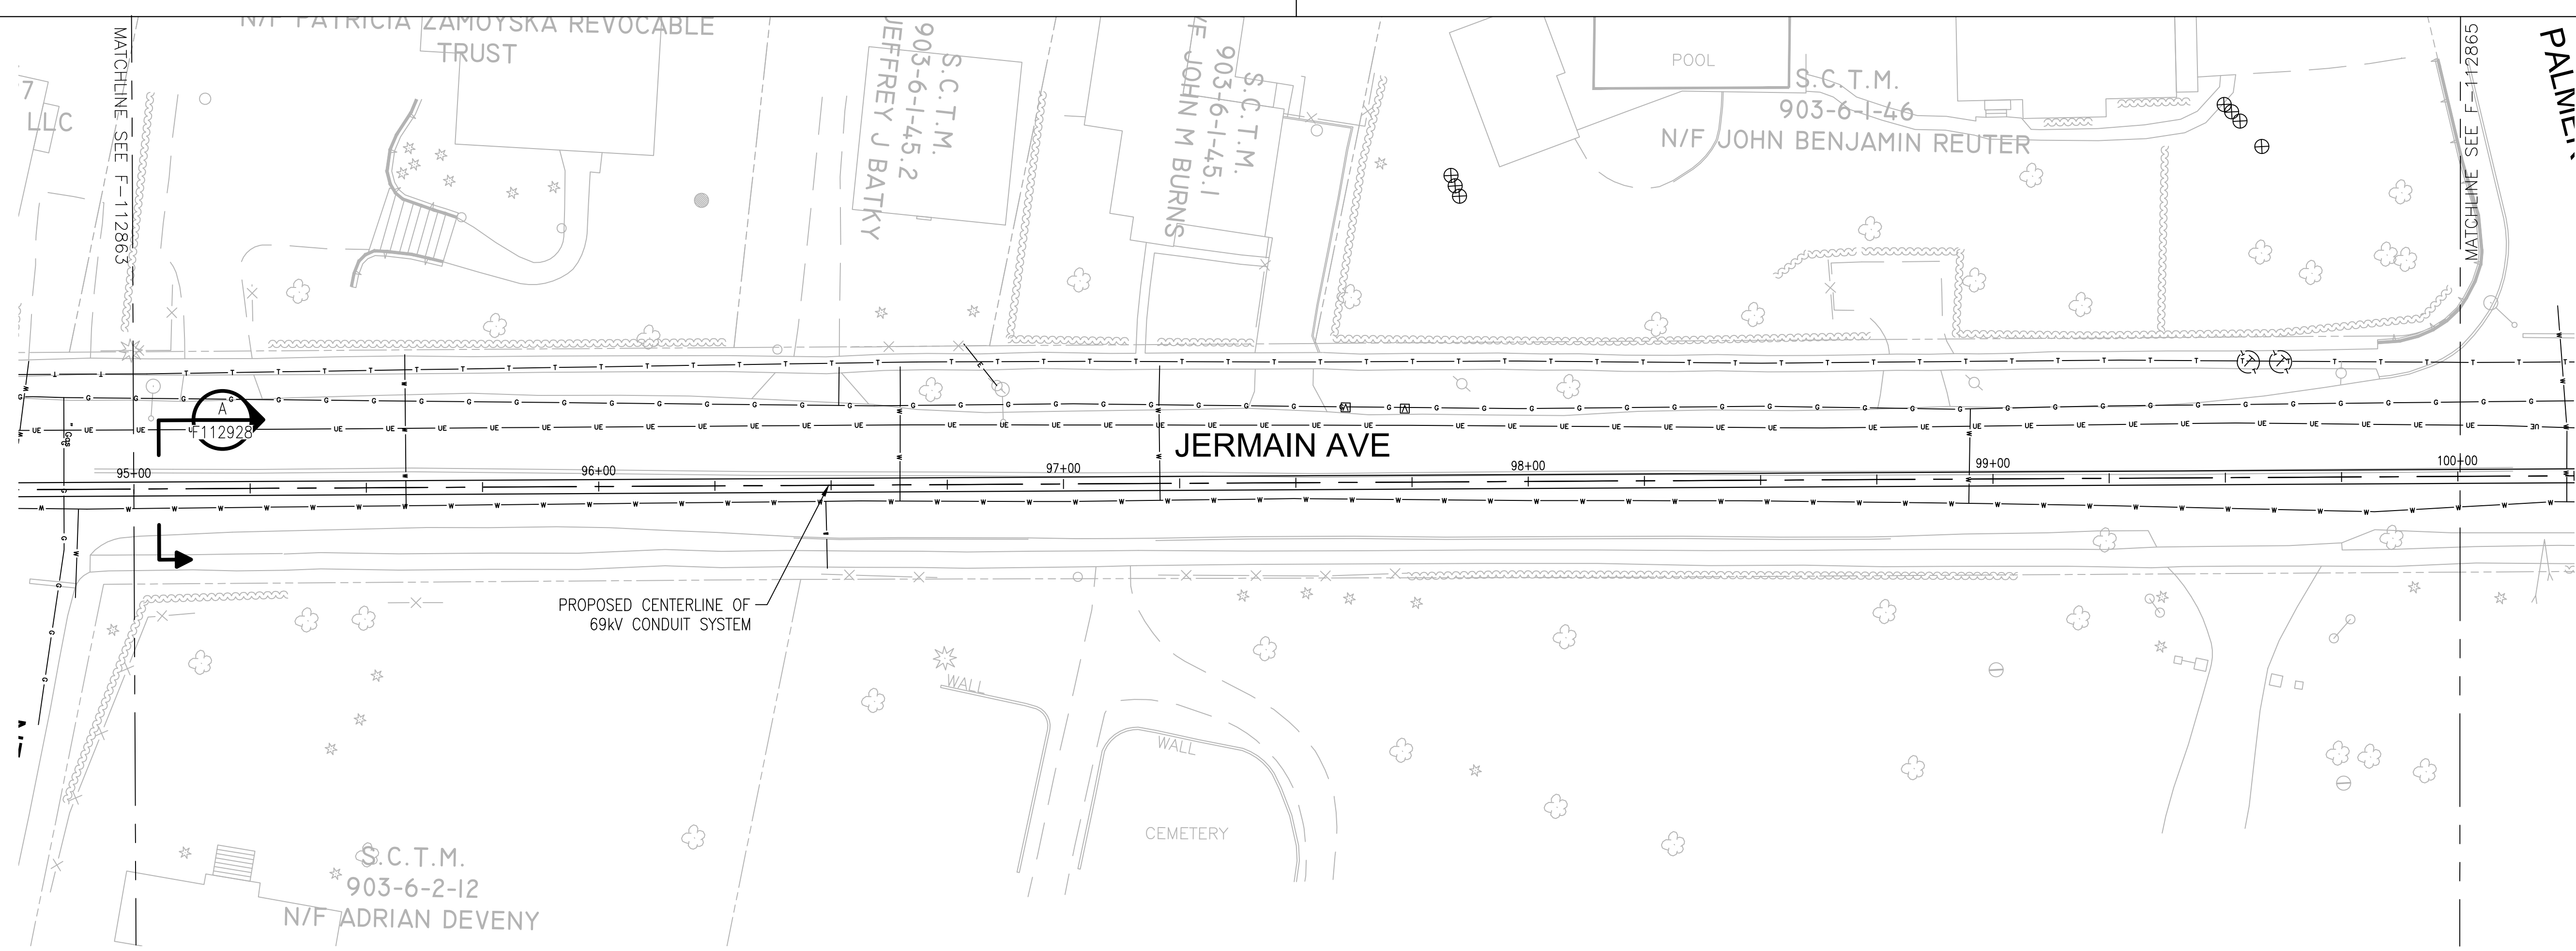 N/F PATRICIA ZAMOYSKA REVOCABLE
TRUST
MATCHLINE SEE F-112863
7
LLC
S.C.T.M.
903-6-1-45.2
JEFFREY J BATKY
S.C.T.M.
903-6-1-45.1
N/F JOHN M BURNS
POOL
S.C.T.M.
903-6-1-46
N/F JOHN BENJAMIN REUTER
MATCHLINE SEE F-112865
PALMER
A
F112928
Gas
JERMAIN AVE
95+00
96+00
97+00
98+00
99+00
100+00
PROPOSED CENTERLINE OF
69kV CONDUIT SYSTEM
WALL
WALL
CEMETERY
S.C.T.M.
903-6-2-12
N/F ADRIAN DEVENY